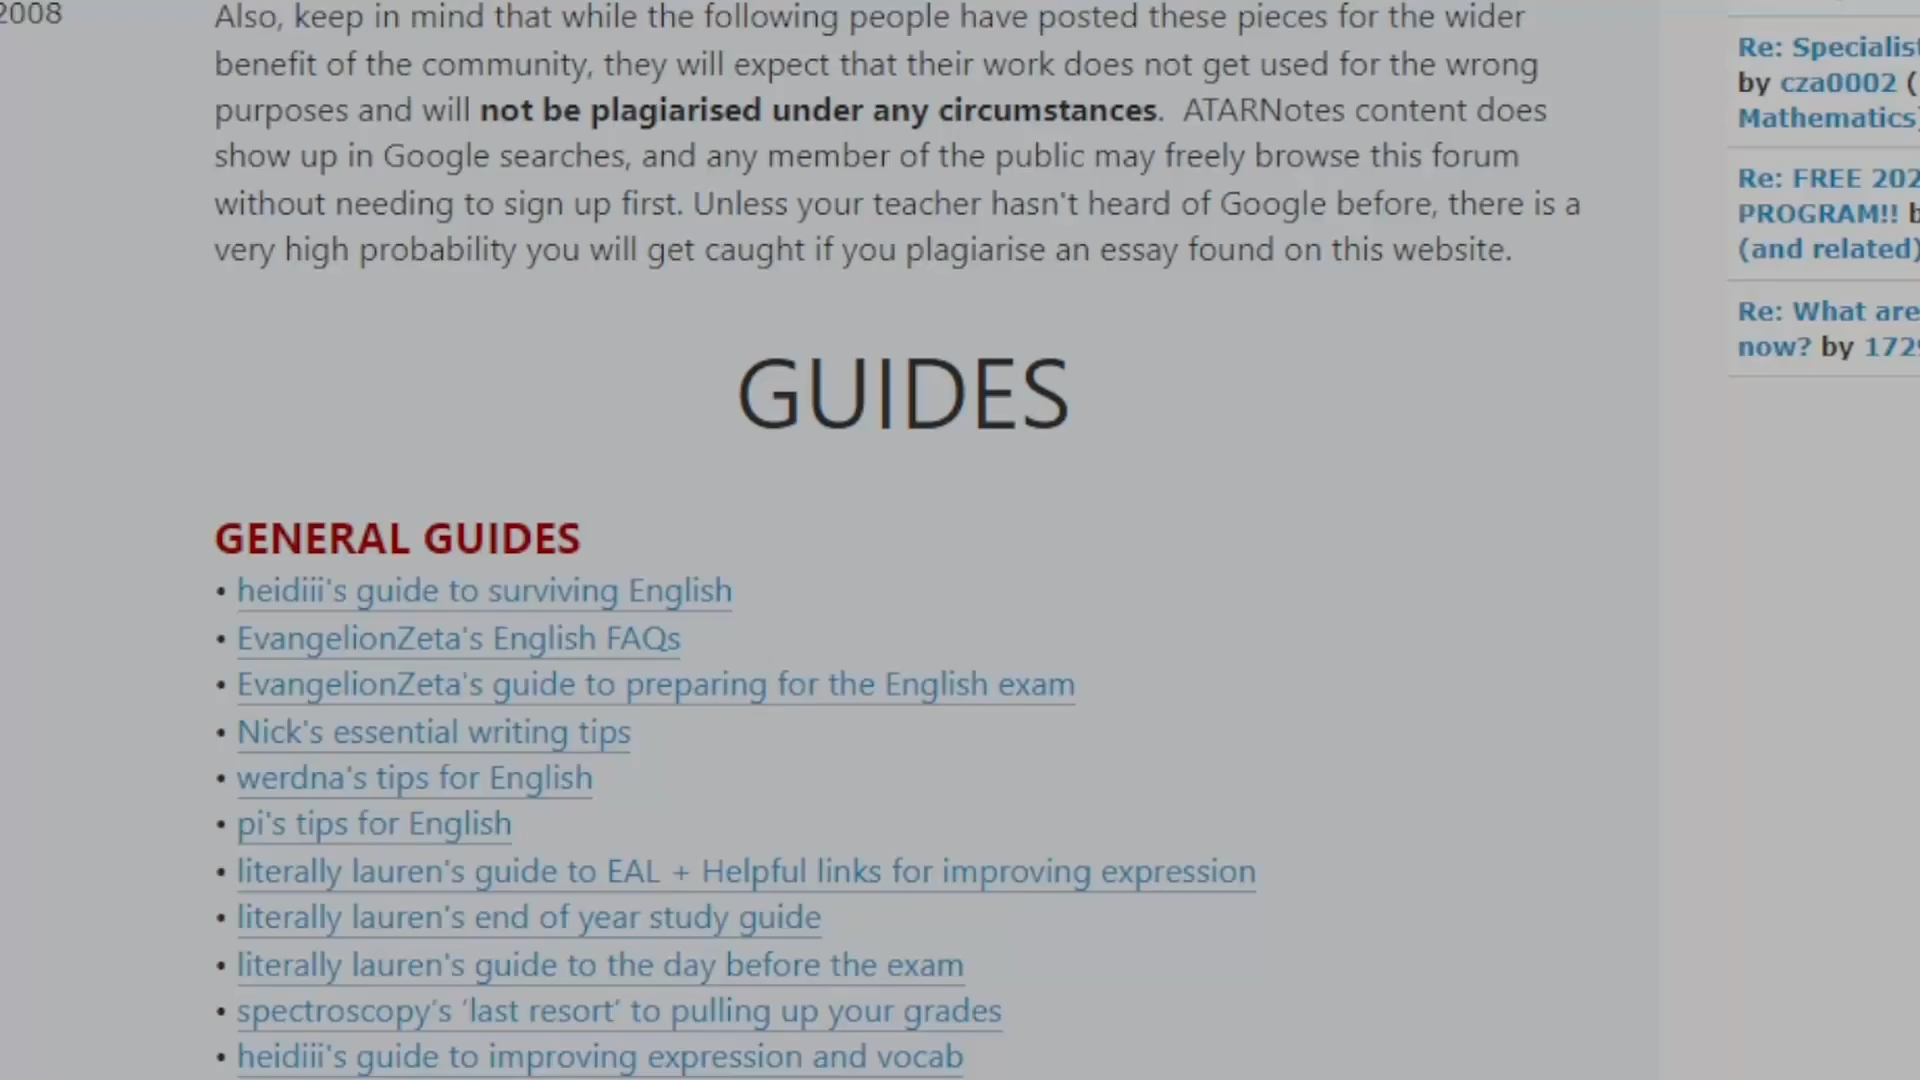 2008
Also, keep in mind that while the following people have posted these pieces for the wider
benefit of the community, they will expect that their work does not get used for the wrong
purposes and will not be plagiarised under any circumstances. ATARNotes content does
show up in Google searches, and any member of the public may freely browse this forum
without needing to sign up first. Unless your teacher hasn't heard of Google before, there is a
very high probability you will get caught if you plagiarise an essay found on this website.
GUIDES
GENERAL GUIDES
• heidiii's guide to surviving English
• EvangelionZeta's English FAQs
• EvangelionZeta's guide to preparing for the English exam
• Nick's essential writing tips
• werdna's tips for English
• pi's tips for English
• literally lauren's guide to EAL + Helpful links for improving expression
• literally lauren's end of year study guide
• literally lauren's guide to the day before the exam
• spectroscopy's 'last resort' to pulling up your grades
• heidiii's guide to improving expression and vocab
Re: Specialist
by cza0002 (
Mathematics)
Re: FREE 202
PROGRAM!! b
(and related)
Re: What are
now? by 1729